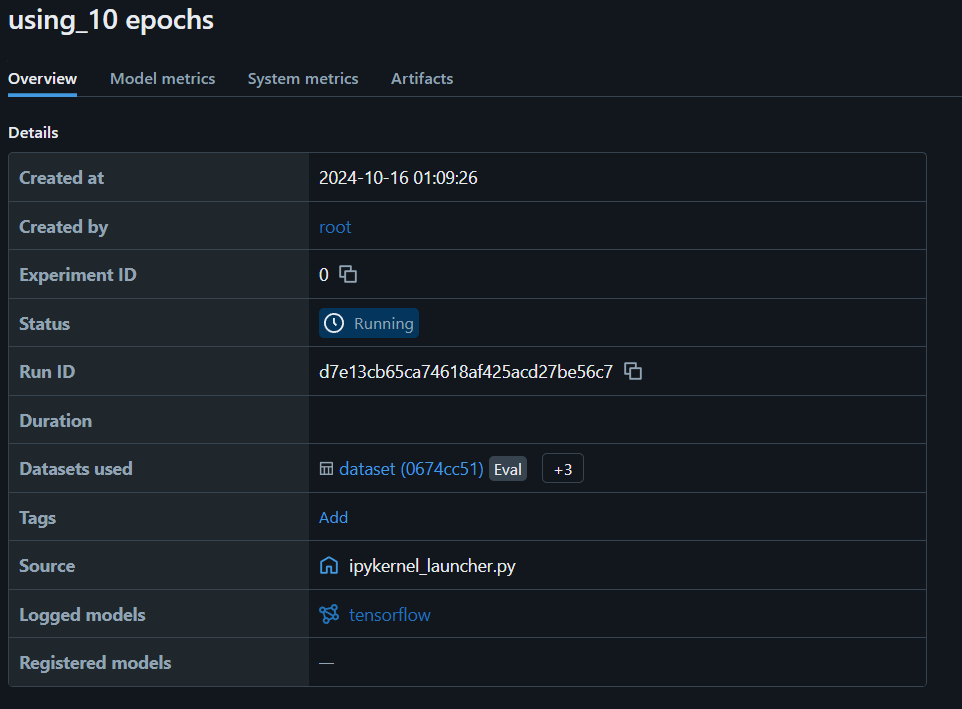 using_10 epochs
Overview Model metrics System metrics Artifacts
Details
Created at 2024-10-16 01:09:26
Created by root
Experiment ID 0
Status Running
Run ID d7e13cb65ca74618af425acd27be56c7
Duration
Datasets used dataset (0674cc51) Eval +3
Tags Add
Source ipykernel_launcher.py
Logged models tensorflow
Registered models —